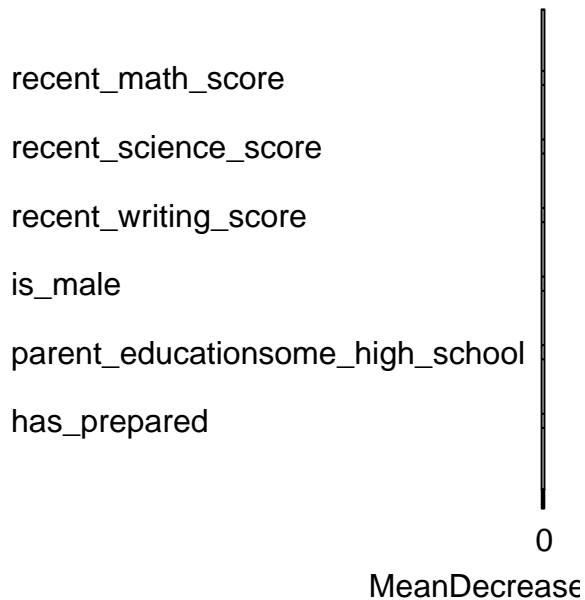 recent_math_score
recent_science_score
recent_writing_score
is_male
parent_educationsome_high_school
has_prepared
0
MeanDecrease